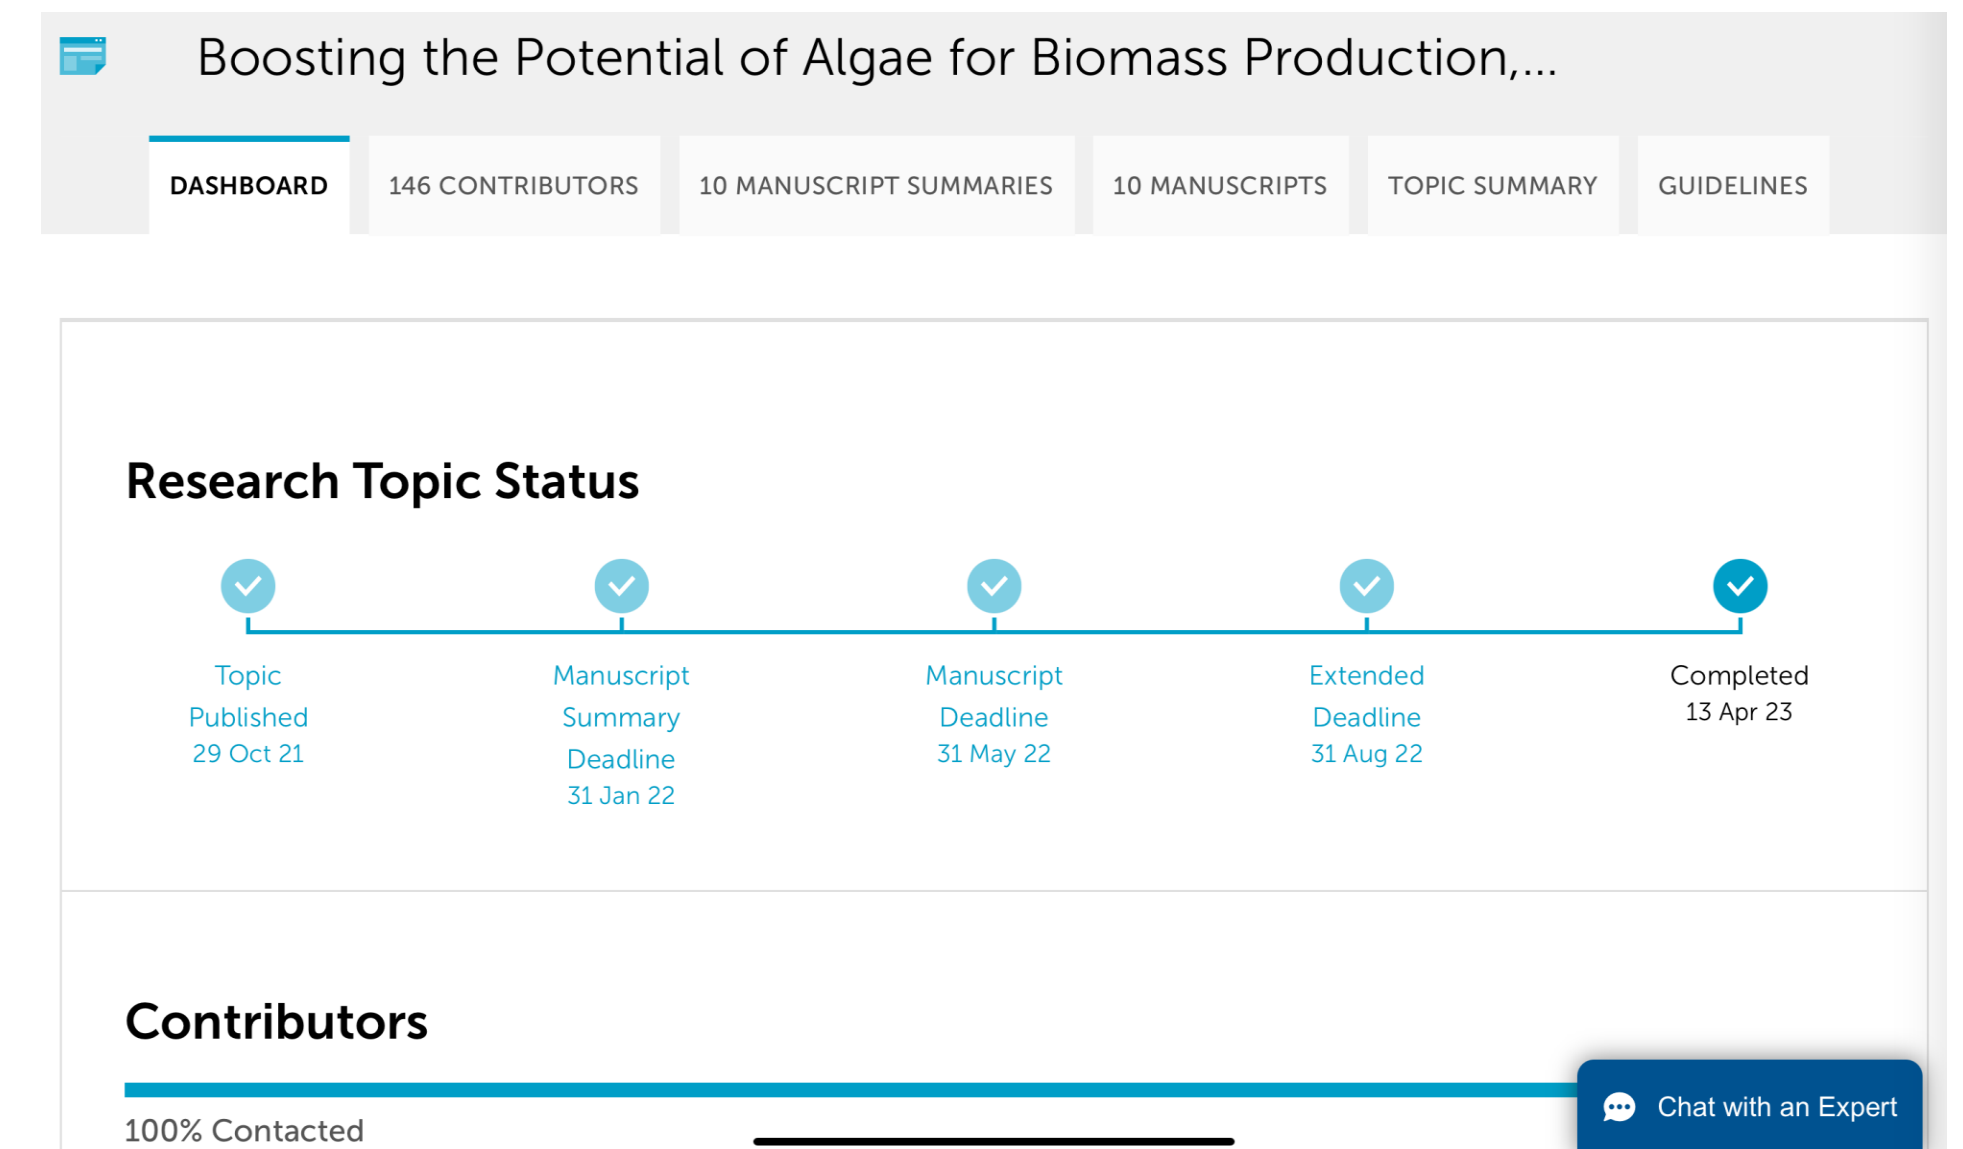 Boosting the Potential of Algae for Biomass Production,...
DASHBOARD
146 CONTRIBUTORS
10 MANUSCRIPT SUMMARIES
10 MANUSCRIPTS
TOPIC SUMMARY
GUIDELINES
Research Topic Status
Topic
Published
29 Oct 21
Manuscript
Summary
Deadline
31 Jan 22
Manuscript
Deadline
31 May 22
Extended
Deadline
31 Aug 22
Completed
13 Apr 23
Contributors
100% Contacted
Chat with an Expert